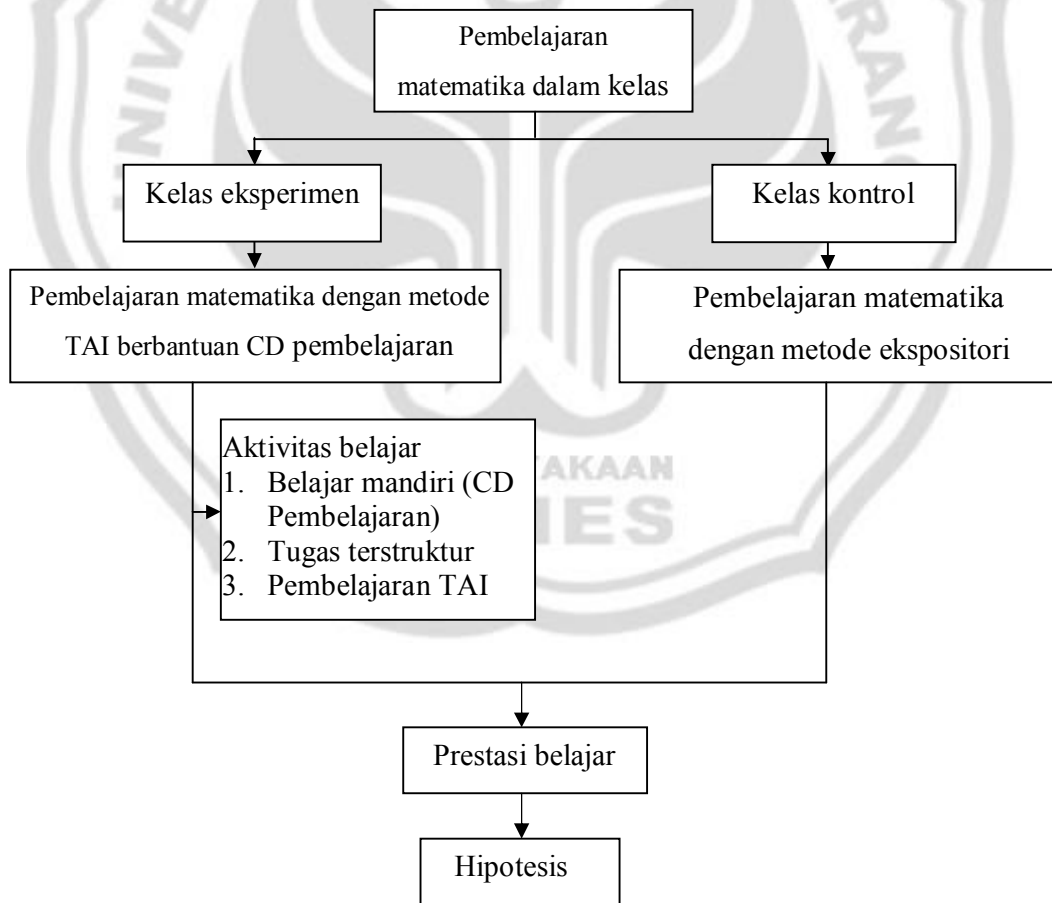 Pembelajaran
matematika dalam kelas
Kelas eksperimen
Kelas kontrol
Pembelajaran matematika dengan metode
TAI berbantuan CD pembelajaran
Pembelajaran matematika
dengan metode ekspositori
Aktivitas belajar
1. Belajar mandiri (CD
Pembelajaran)
2. Tugas terstruktur
3. Pembelajaran TAI
Prestasi belajar
Hipotesis